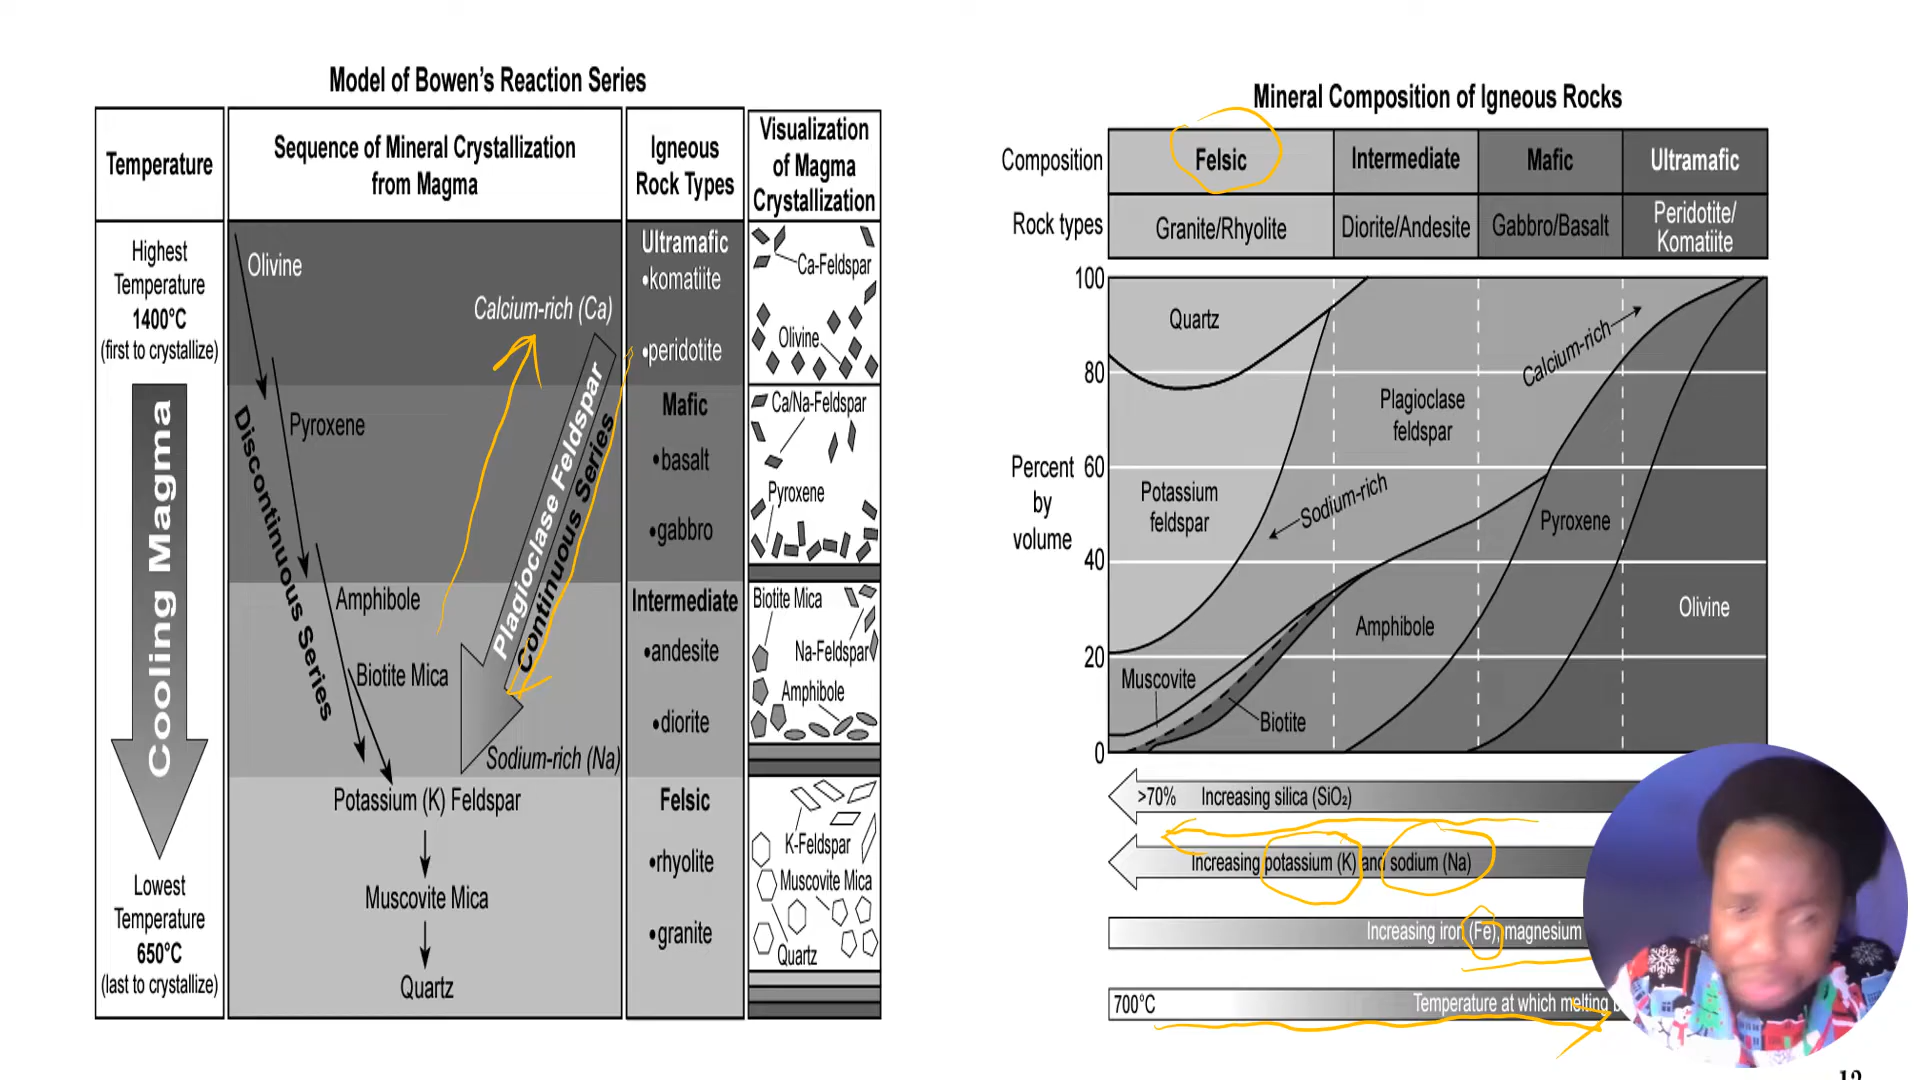 Model of Bowen's Reaction Series
Temperature
Sequence of Mineral Crystallization
from Magma
Igneous
Rock Types
Visualization
of Magma
Crystallization
Highest
Temperature
1400°C
(first to crystallize)
Cooling Magma
Lowest
Temperature
650°C
(last to crystallize)
Olivine
Calcium-rich (Ca)
Pyroxene
Discontinuous Series
Plagioclase Feldspar
Continuous Series
Amphibole
Biotite Mica
Sodium-rich (Na)
Potassium (K) Feldspar
Muscovite Mica
Quartz
Ultramafic
•komatiite
•peridotite
Mafic
•basalt
•gabbro
Intermediate
•andesite
•diorite
Felsic
•rhyolite
•granite
Ca-Feldspar
Olivine
Ca/Na-Feldspar
Pyroxene
Biotite Mica
Na-Feldspar
Amphibole
K-Feldspar
Muscovite Mica
Quartz
Mineral Composition of Igneous Rocks
Composition Felsic Intermediate Mafic Ultramafic
Rock types Granite/Rhyolite Diorite/Andesite Gabbro/Basalt Peridotite/
Komatiite
100
80
60
40
20
0
Percent
by
volume
Quartz
Calcium-rich
Plagioclase
feldspar
Potassium
feldspar
Sodium-rich
Pyroxene
Olivine
Amphibole
Muscovite
Biotite
>70% Increasing silica (SiO₂)
Increasing potassium (K) and sodium (Na)
Increasing iron (Fe), magnesium
700°C Temperature at which melting